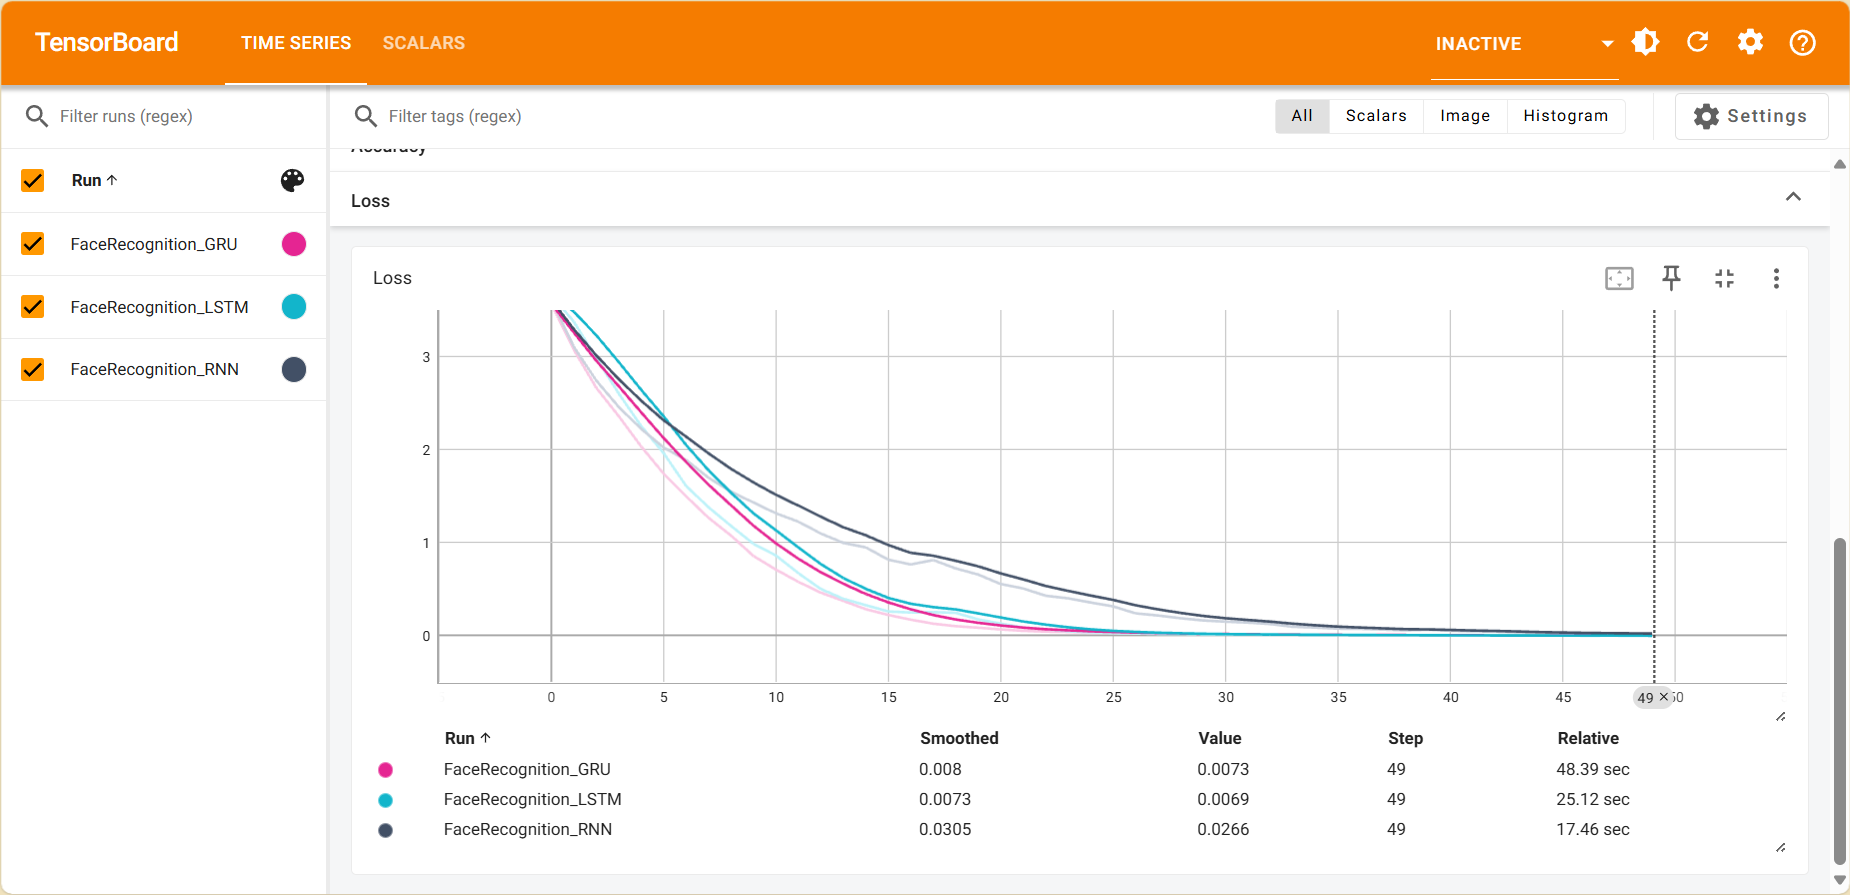 TensorBoard TIME SERIES SCALARS INACTIVE
Filter runs (regex) Filter tags (regex) All Scalars Image Histogram Settings
Accuracy
Run ↑
Loss
FaceRecognition_GRU
FaceRecognition_LSTM
FaceRecognition_RNN
Loss
3
2
1
0
0 5 10 15 20 25 30 35 40 45 49 × 50
Run ↑ Smoothed Value Step Relative
FaceRecognition_GRU 0.008 0.0073 49 48.39 sec
FaceRecognition_LSTM 0.0073 0.0069 49 25.12 sec
FaceRecognition_RNN 0.0305 0.0266 49 17.46 sec